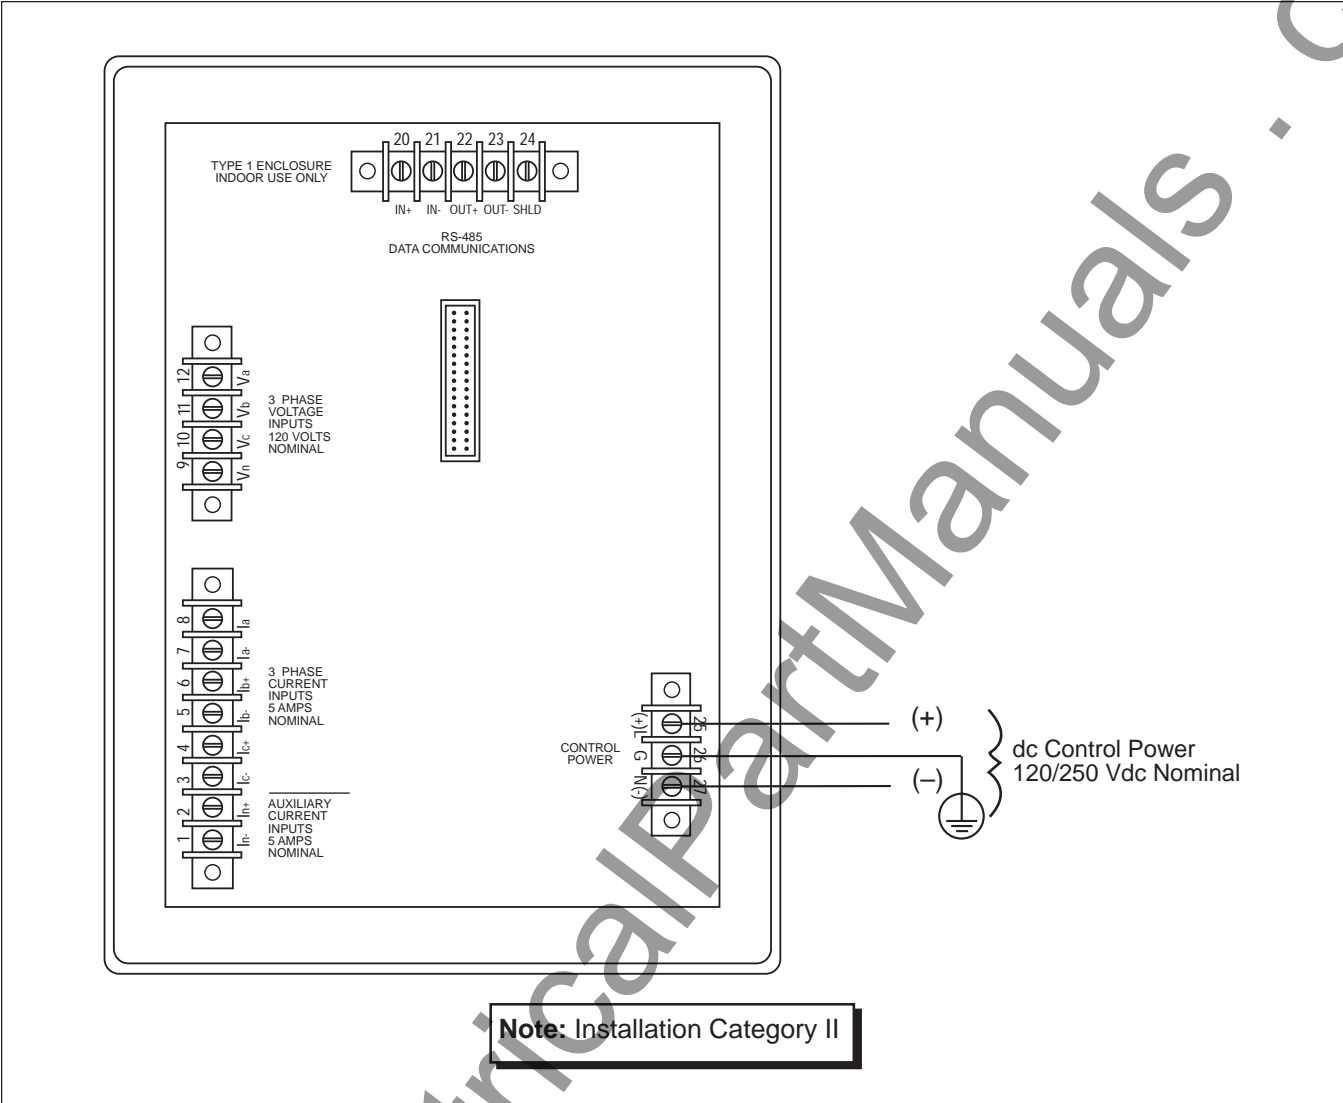 20 21 22 23 24
TYPE 1 ENCLOSURE
INDOOR USE ONLY
IN+ IN- OUT+ OUT- SHLD
RS-485
DATA COMMUNICATIONS
12 Va
11 Vb
10 Vc
9 Vn
3 PHASE
VOLTAGE
INPUTS
120 VOLTS
NOMINAL
8 Ia
7 Ia-
6 Ib+
5 Ib-
4 Ic+
3 Ic-
2 In+
1 In-
3 PHASE
CURRENT
INPUTS
5 AMPS
NOMINAL
AUXILIARY
CURRENT
INPUTS
5 AMPS
NOMINAL
CONTROL
POWER
(+)L 25
G 26
N(-) 27
(+)
(–)
dc Control Power
120/250 Vdc Nominal
Note: Installation Category II
tricalPartManuals . c